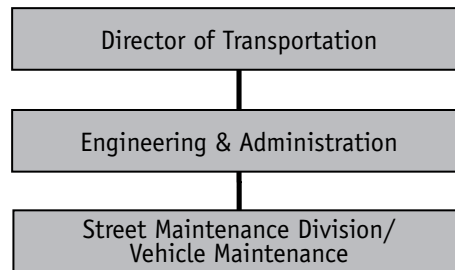 Director of Transportation
Engineering & Administration
Street Maintenance Division/
Vehicle Maintenance